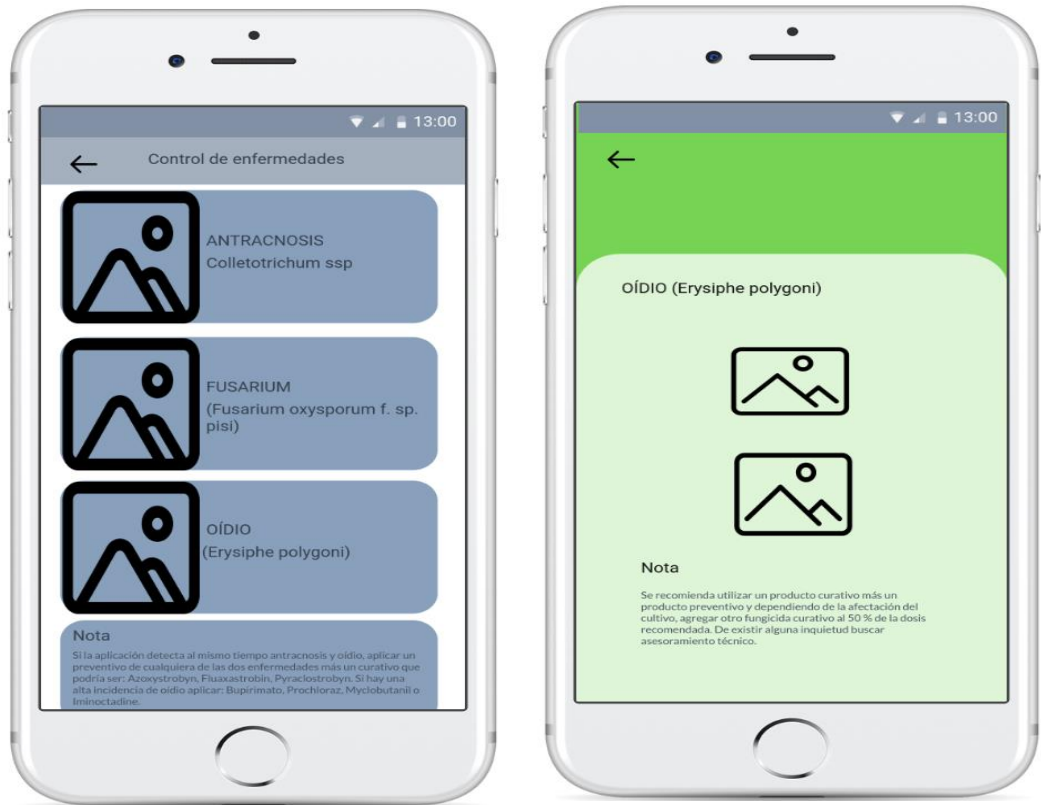 13:00
Control de enfermedades
ANTRACNOSIS
Colletotrichum ssp
FUSARIUM
(Fusarium oxysporum f. sp.
pisi)
OÍDIO
(Erysiphe polygoni)
Nota
Si la aplicación detecta al mismo tiempo antracnosis y oídio, aplicar un
preventivo de cualquiera de las dos enfermedades más un curativo que
podría ser: Azoxystrobyn, Fluaxastrobin, Pyraclostrobyn. Si hay una
alta incidencia de oídio aplicar: Bupirimato, Prochloraz, Myclobutanil o
Iminoctadine.
13:00
OÍDIO (Erysiphe polygoni)
Nota
Se recomienda utilizar un producto curativo más un
producto preventivo y dependiendo de la afectación del
cultivo, agregar otro fungicida curativo al 50 % de la dosis
recomendada. De existir alguna inquietud buscar
asesoramiento técnico.